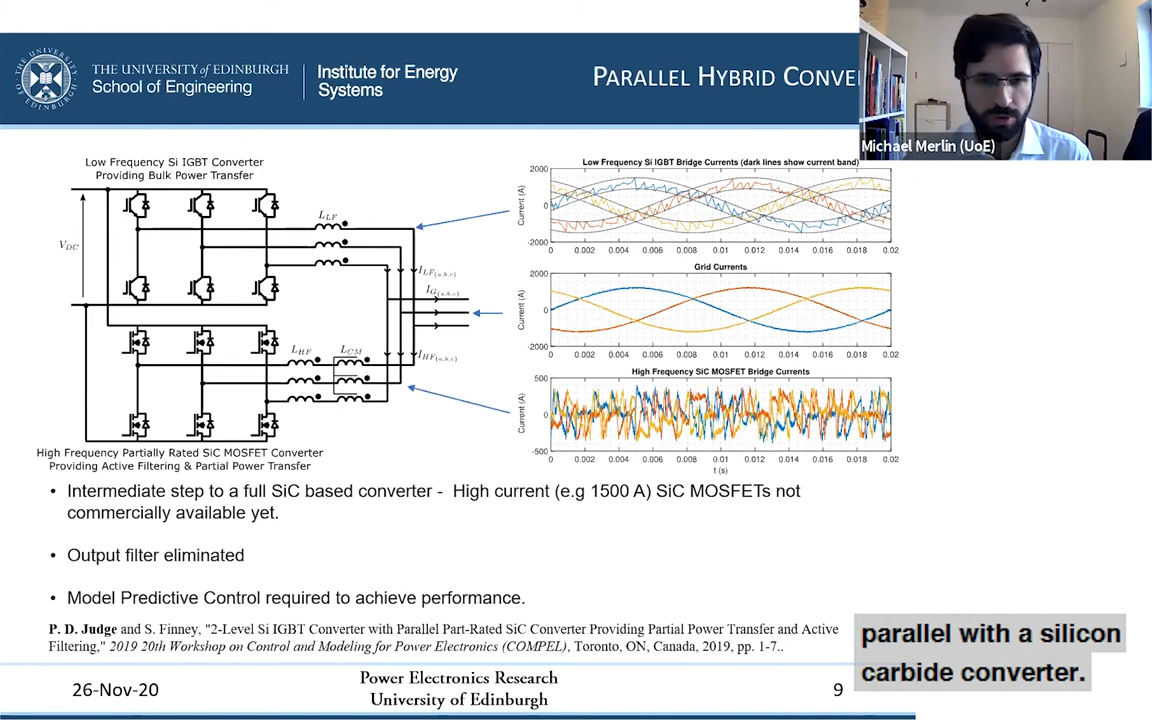 THE UNIVERSITY of EDINBURGH
School of Engineering
Institute for Energy
Systems
PARALLEL HYBRID CONVE
Michael Merlin (UoE)
Low Frequency Si IGBT Converter
Providing Bulk Power Transfer
V_DC
L_LF
I_LF{a,b,c}
I_G{a,b,c}
L_HF
L_CM
I_HF{a,b,c}
High Frequency Partially Rated SiC MOSFET Converter
Providing Active Filtering & Partial Power Transfer
Low Frequency Si IGBT Bridge Currents (dark lines show current band)
Current (A)
2000
0
-2000
0 0.002 0.004 0.006 0.008 0.01 0.012 0.014 0.016 0.018 0.02
Grid Currents
Current (A)
2000
0
-2000
0 0.002 0.004 0.006 0.008 0.01 0.012 0.014 0.016 0.018 0.02
High Frequency SiC MOSFET Bridge Currents
Current (A)
500
0
-500
0 0.002 0.004 0.006 0.008 0.01 0.012 0.014 0.016 0.018 0.02
t (s)
• Intermediate step to a full SiC based converter - High current (e.g 1500 A) SiC MOSFETs not
commercially available yet.
• Output filter eliminated
• Model Predictive Control required to achieve performance.
P. D. Judge and S. Finney, "2-Level Si IGBT Converter with Parallel Part-Rated SiC Converter Providing Partial Power Transfer and Active
Filtering," 2019 20th Workshop on Control and Modeling for Power Electronics (COMPEL), Toronto, ON, Canada, 2019, pp. 1-7..
parallel with a silicon
carbide converter.
26-Nov-20
Power Electronics Research
University of Edinburgh
9